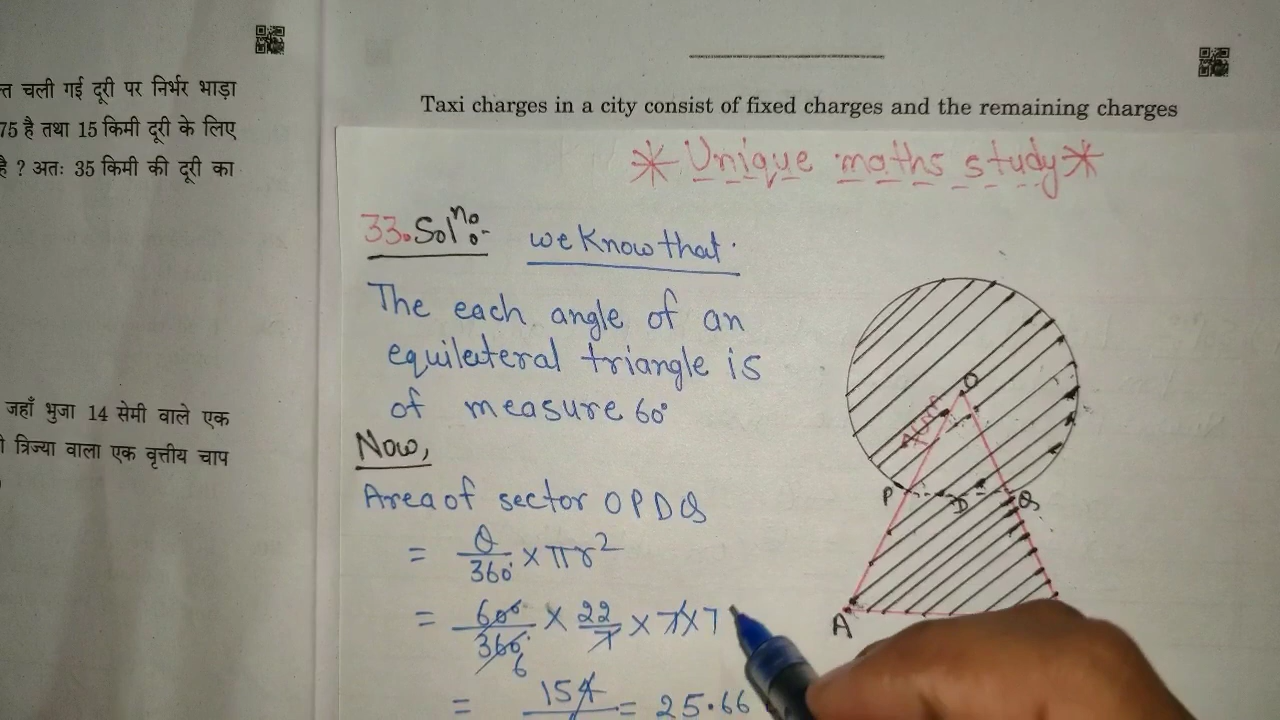 त चली गई दूरी पर निर्भर भाड़ा
75 है तथा 15 किमी दूरी के लिए
है ? अतः 35 किमी की दूरी का
जहाँ भुजा 14 सेमी वाले एक
त्रिज्या वाला एक वृत्तीय चाप
Taxi charges in a city consist of fixed charges and the remaining charges
* Unique maths study *
33. Solⁿ:- we know that
The each angle of an
equilateral triangle is
of measure 60°
Now,
Area of sector OPDQ
= θ/360° × πr²
= 60°/360° × 22/7 × 7 × 7
6
= 154 = 25.66
O
P
D
Q
A